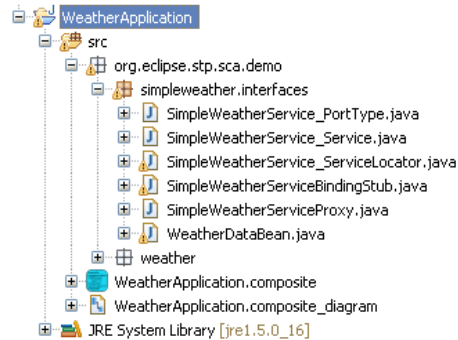 WeatherApplication
src
org.eclipse.stp.sca.demo
simpleweather.interfaces
SimpleWeatherService_PortType.java
SimpleWeatherService_Service.java
SimpleWeatherService_ServiceLocator.java
SimpleWeatherServiceBindingStub.java
SimpleWeatherServiceProxy.java
WeatherDataBean.java
weather
WeatherApplication.composite
WeatherApplication.composite_diagram
JRE System Library [jre1.5.0_16]